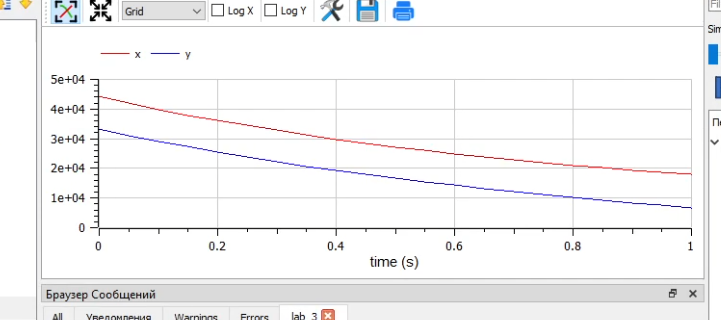 Grid Log X Log Y
Sim
x y
5e+04
4e+04
3e+04
2e+04
1e+04
0
0 0.2 0.4 0.6 0.8 1
time (s)
Браузер Сообщений
All Уведомления Warnings Errors lab_3